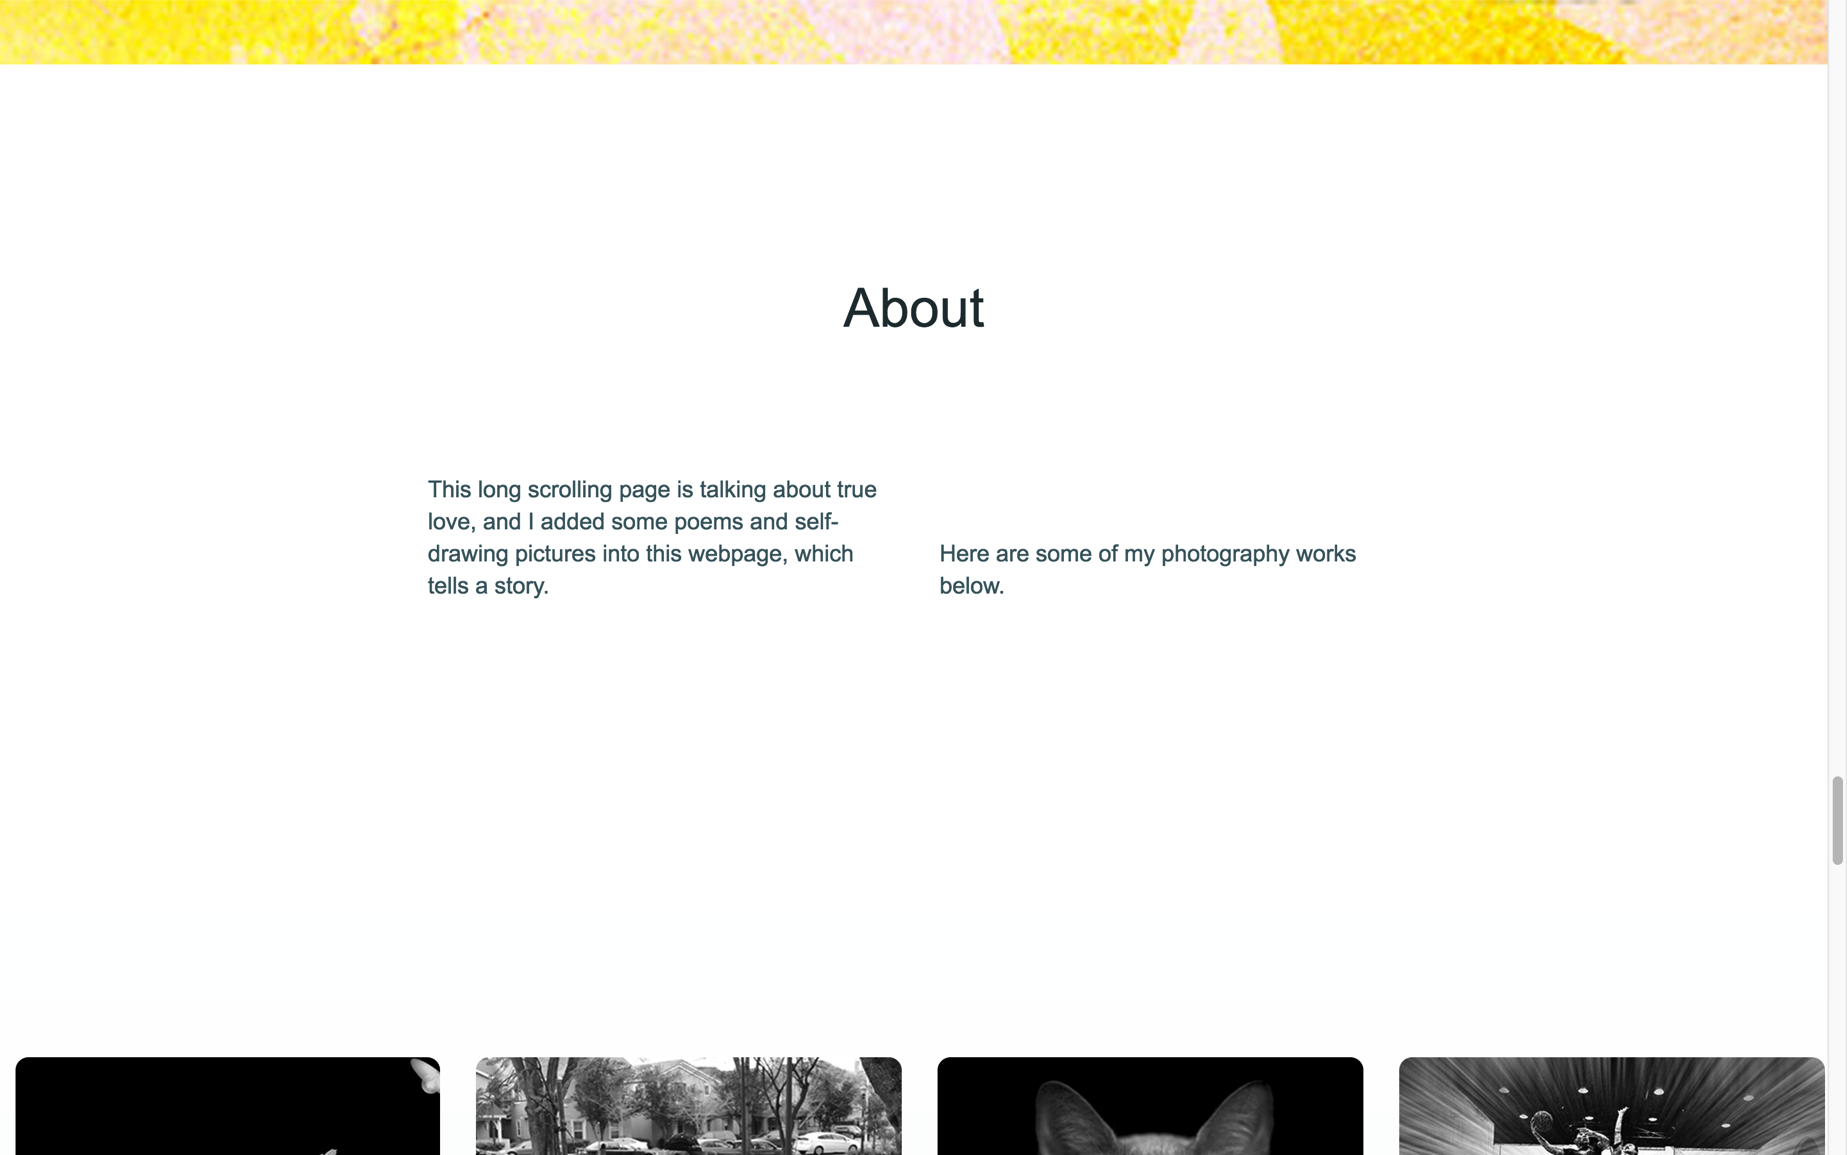 About
This long scrolling page is talking about true
love, and I added some poems and self-
drawing pictures into this webpage, which
tells a story.
Here are some of my photography works
below.